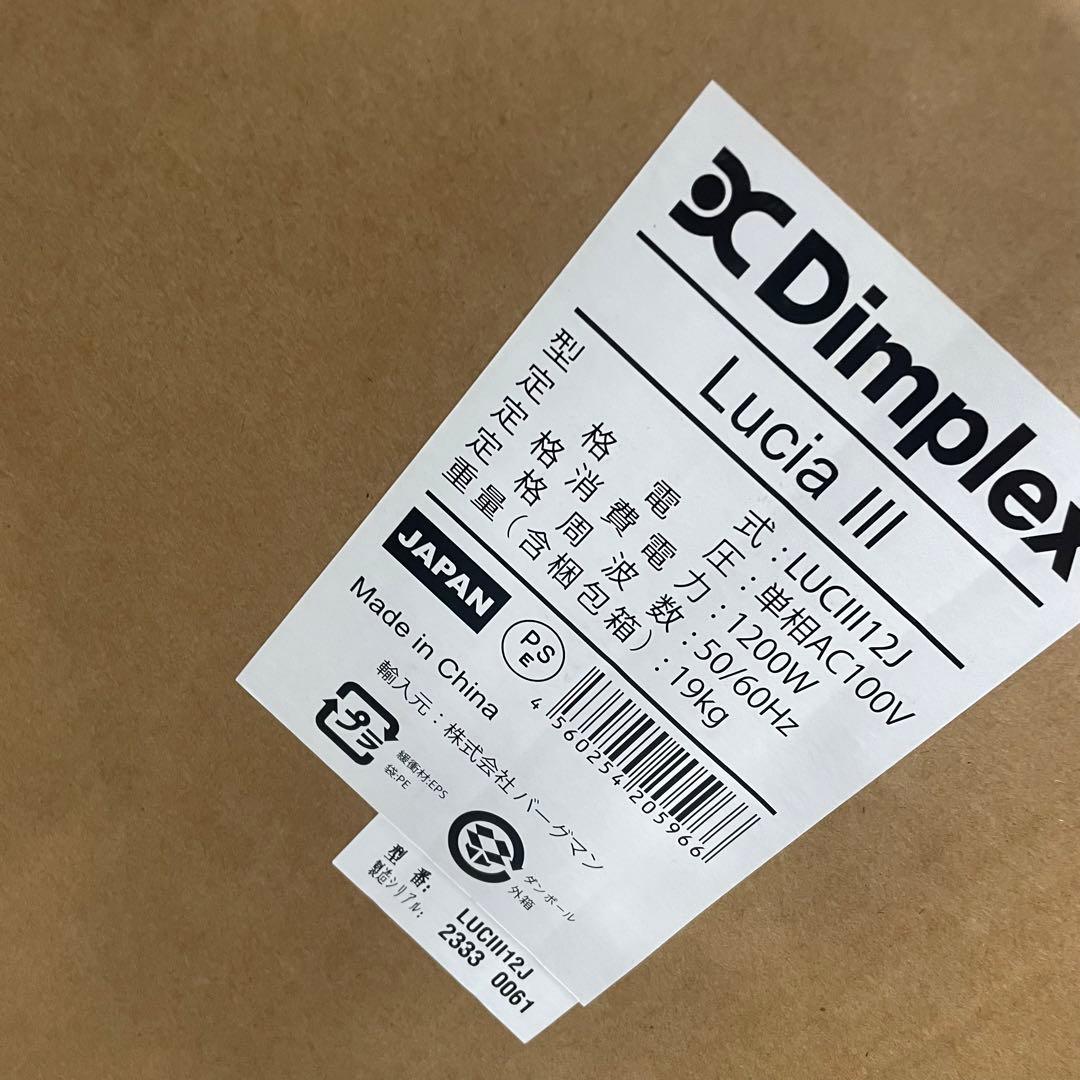 Dimplex
Lucia III
型式:LUCIII12J
定格電圧:単相AC100V
定格消費電力:1200W
定格周波数:50/60Hz
重量(含梱包箱):19kg
JAPAN
PS
E
Made in China
4 560254 205966
輸入元:株式会社バーグマン
プラ
緩衝材:EPS
袋:PE
ダンボール
外箱
型番: LUCIII12J
製造シリアル: 2333 0061